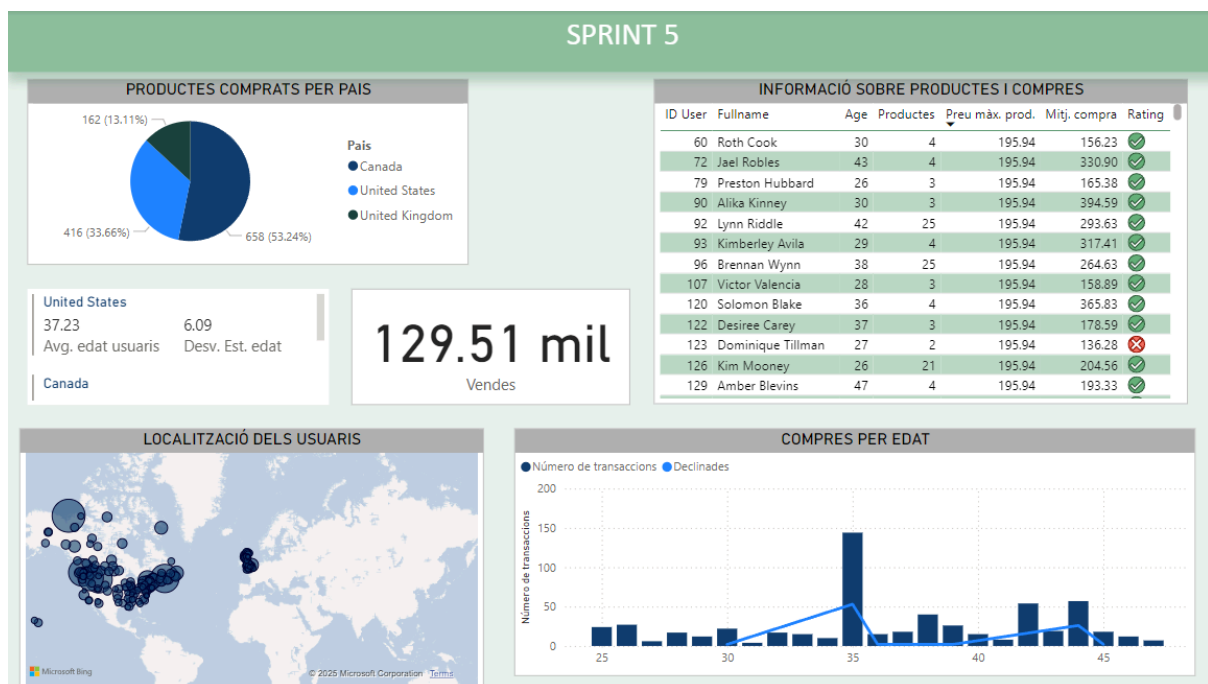 SPRINT 5
PRODUCTES COMPRATS PER PAIS
162 (13.11%)
416 (33.66%)
658 (53.24%)
Pais
Canada
United States
United Kingdom
INFORMACIÓ SOBRE PRODUCTES I COMPRES
ID User Fullname Age Productes Preu màx. prod. Mitj. compra Rating
60 Roth Cook 30 4 195.94 156.23
72 Jael Robles 43 4 195.94 330.90
79 Preston Hubbard 26 3 195.94 165.38
90 Alika Kinney 30 3 195.94 394.59
92 Lynn Riddle 42 25 195.94 293.63
93 Kimberley Avila 29 4 195.94 317.41
96 Brennan Wynn 38 25 195.94 264.63
107 Victor Valencia 28 3 195.94 158.89
120 Solomon Blake 36 4 195.94 365.83
122 Desiree Carey 37 3 195.94 178.59
123 Dominique Tillman 27 2 195.94 136.28
126 Kim Mooney 26 21 195.94 204.56
129 Amber Blevins 47 4 195.94 193.33
United States
37.23 6.09
Avg. edat usuaris Desv. Est. edat
Canada
129.51 mil
Vendes
LOCALITZACIÓ DELS USUARIS
Microsoft Bing
© 2025 Microsoft Corporation Terms
COMPRES PER EDAT
Número de transaccions Declinades
Número de transaccions
200
150
100
50
0
25 30 35 40 45